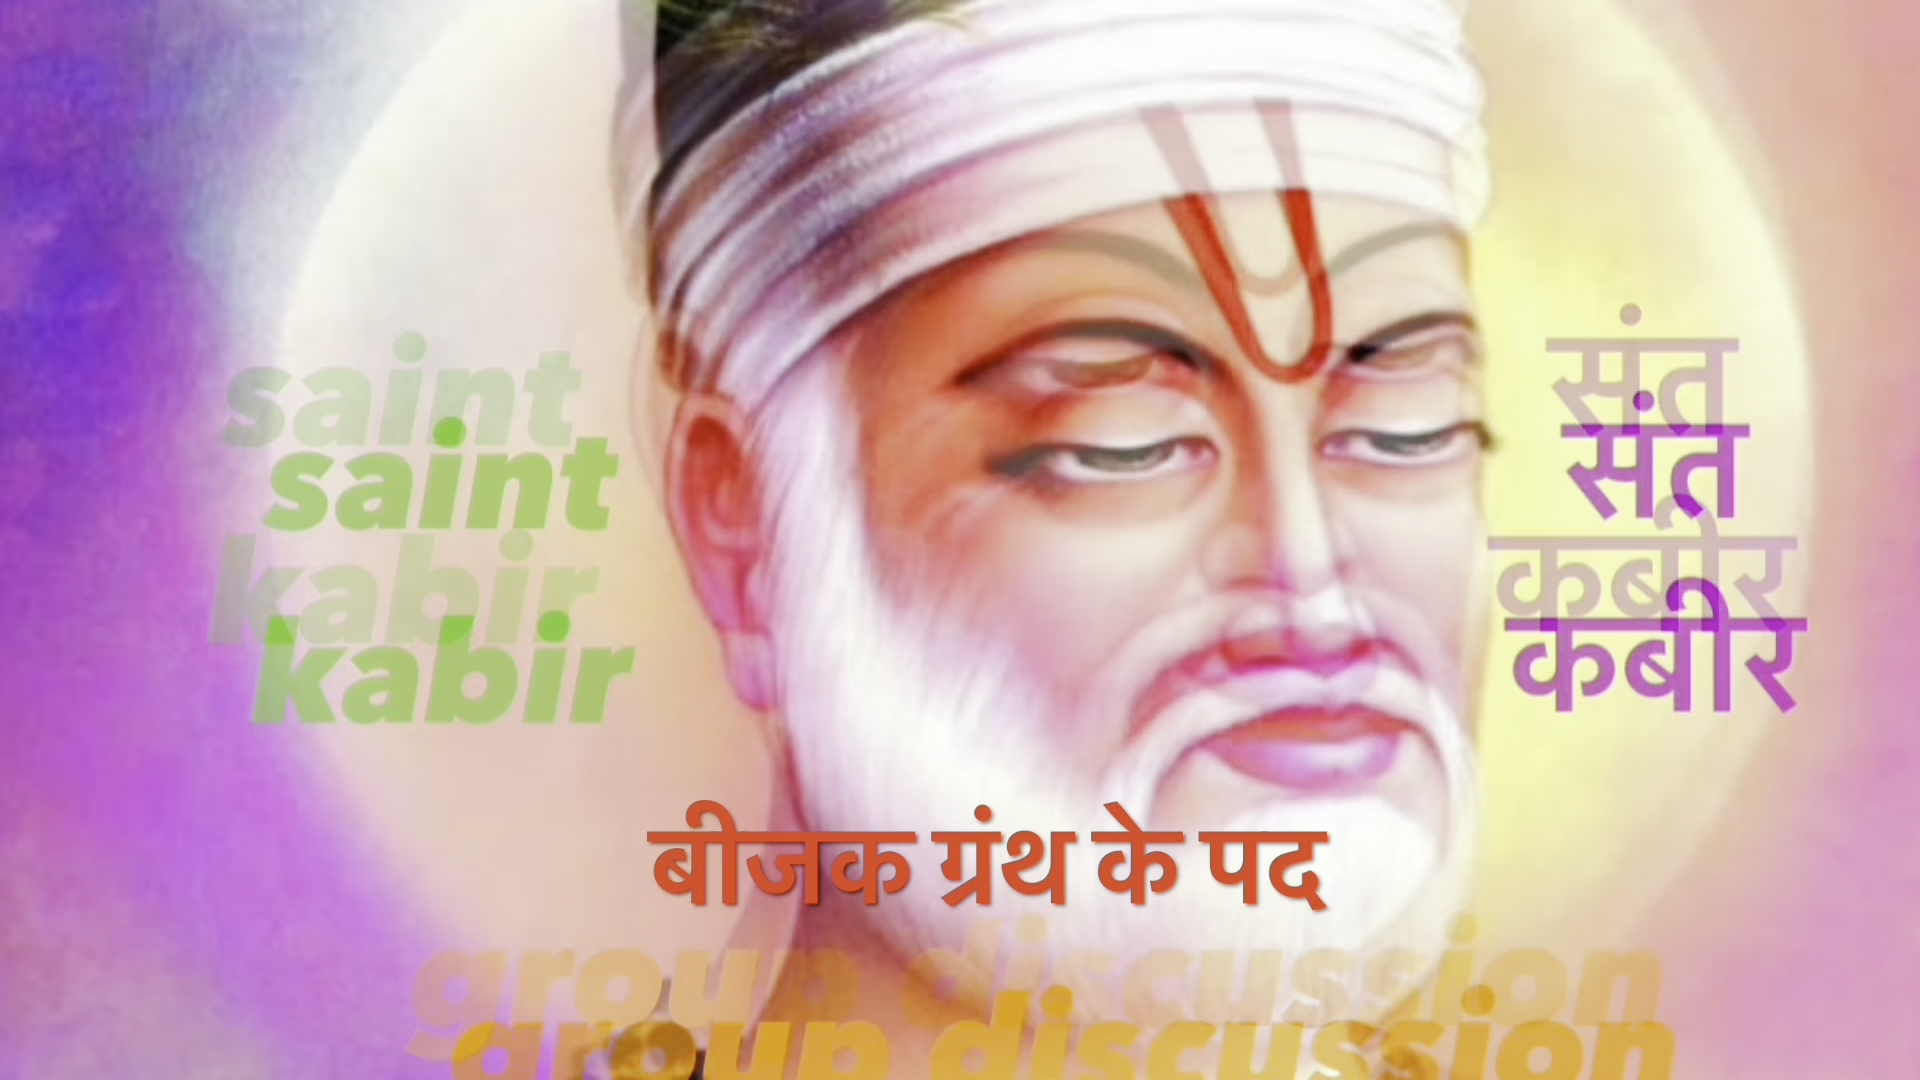 saint
saint
kabir
kabir
संत
संत
कबीर
कबीर
बीजक ग्रंथ के पद
group discussion
group discussion